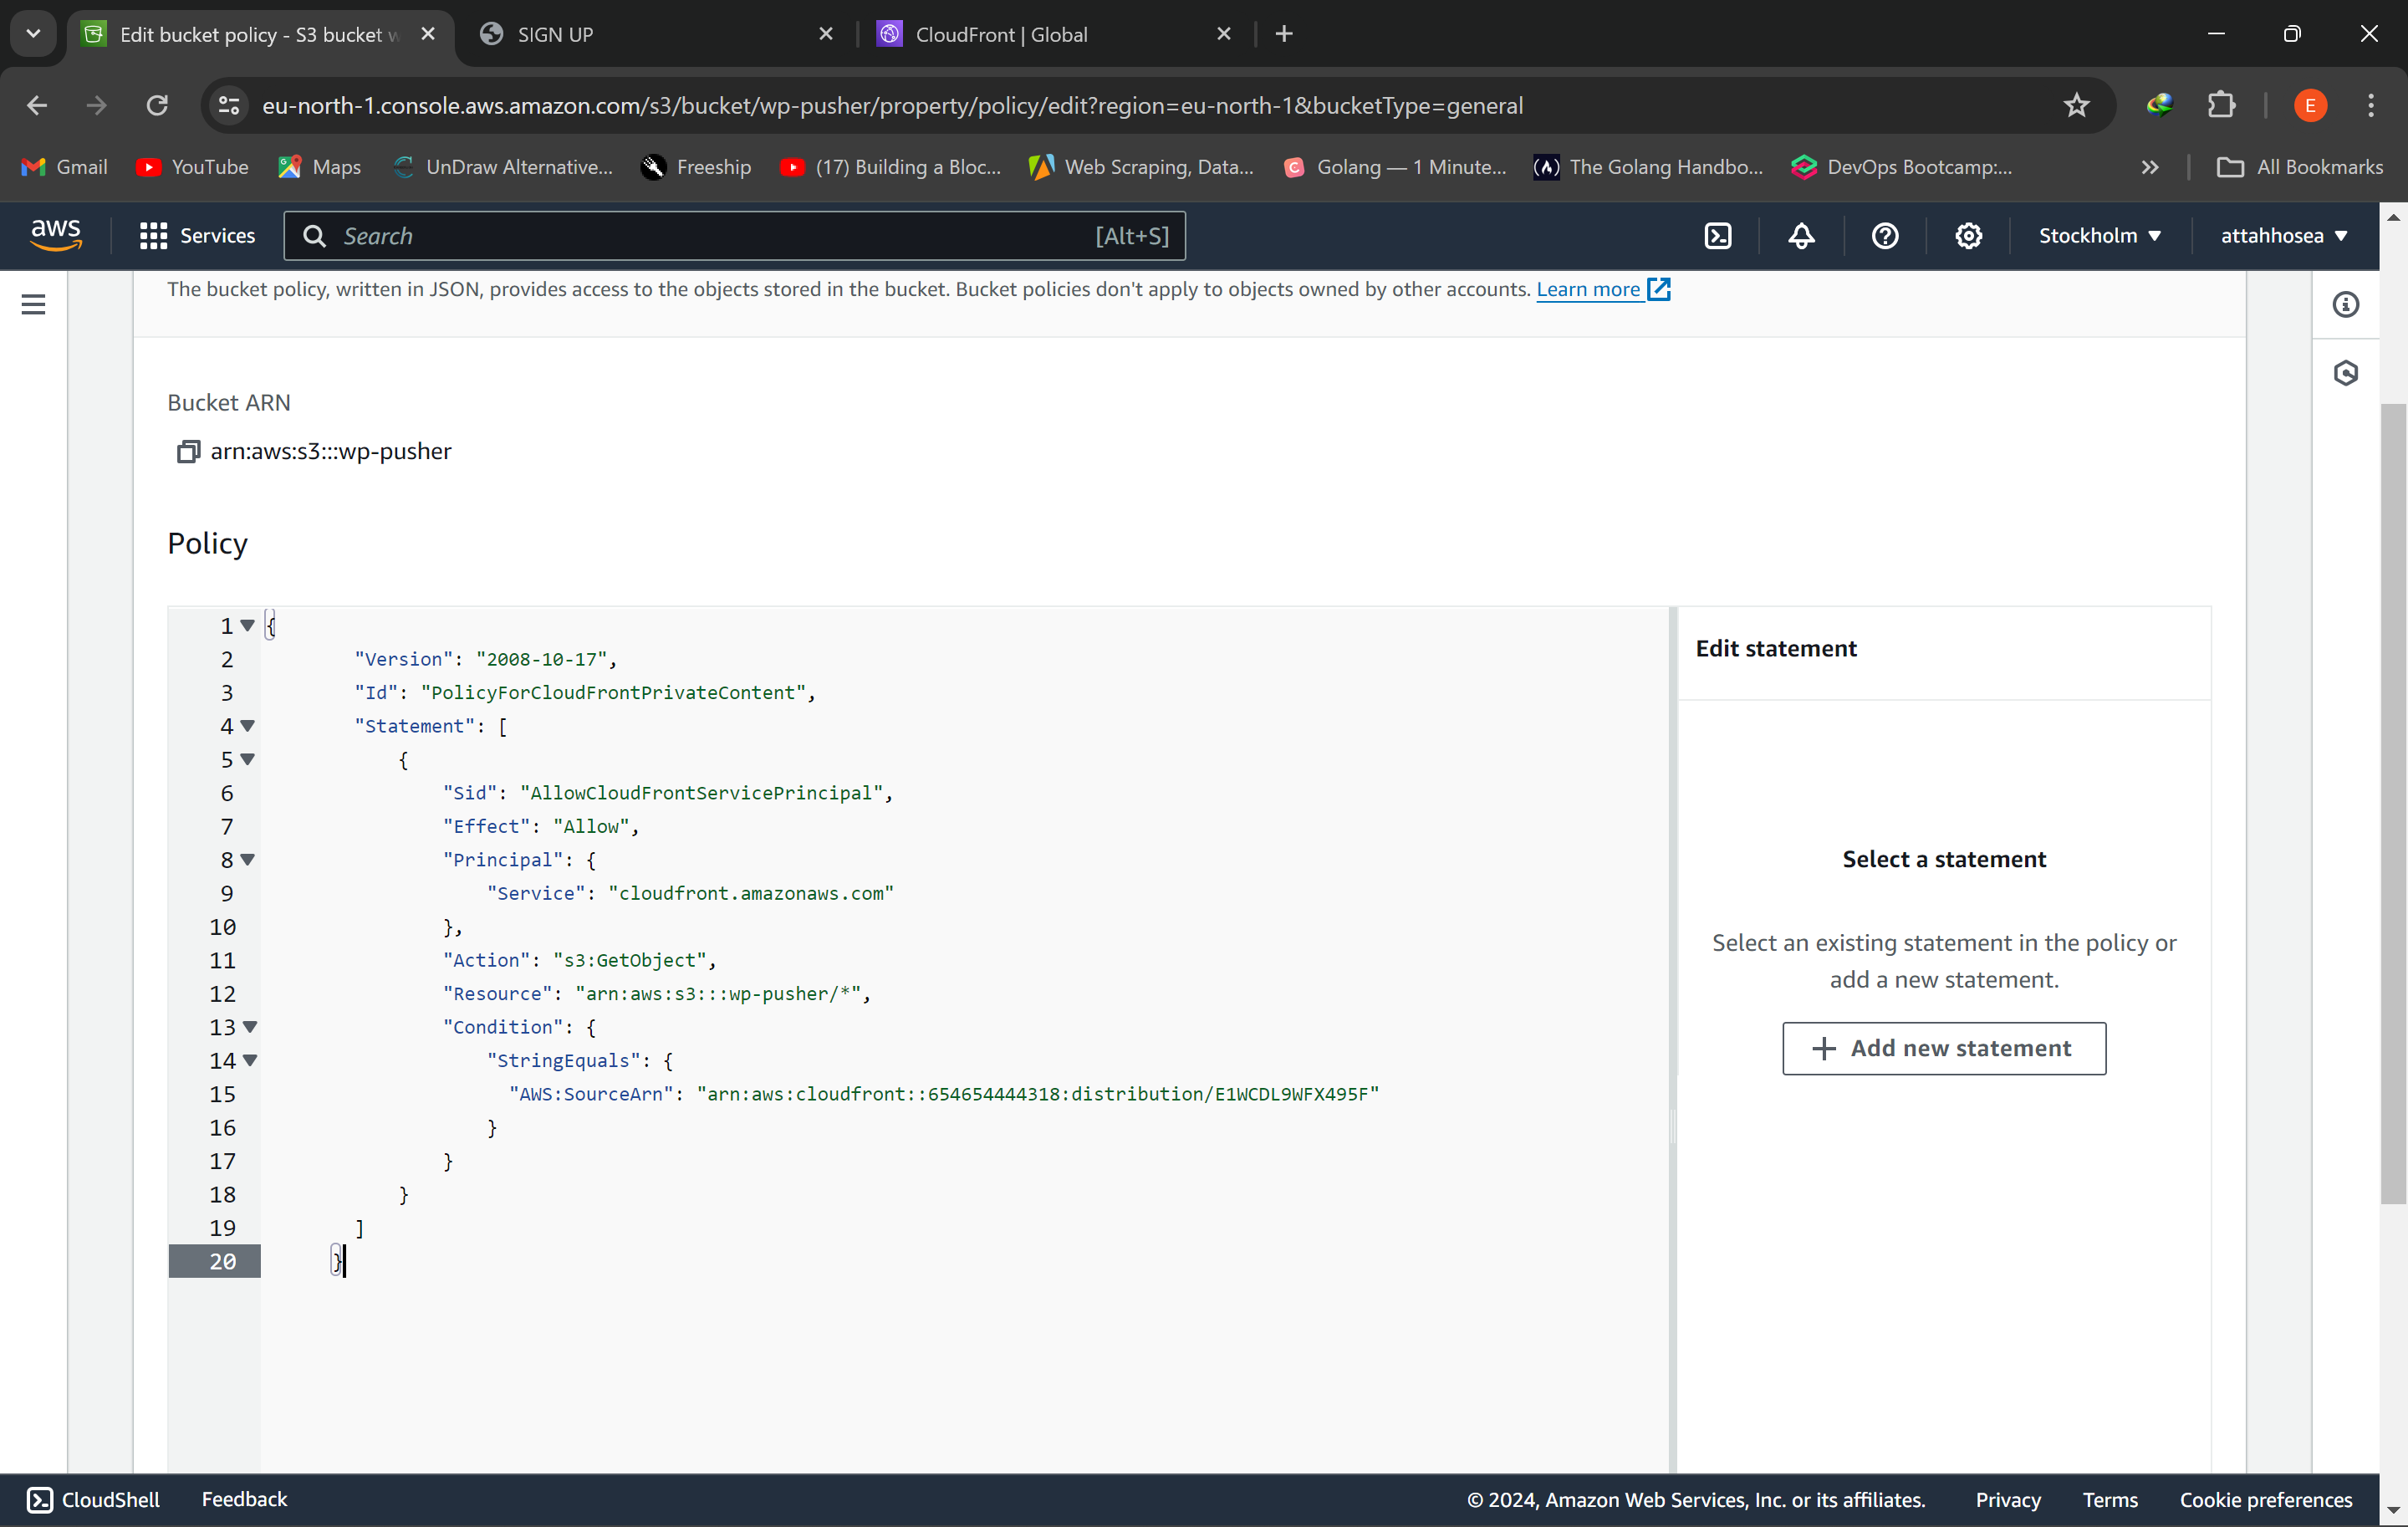 Edit bucket policy - S3 bucket w
SIGN UP
CloudFront | Global
eu-north-1.console.aws.amazon.com/s3/bucket/wp-pusher/property/policy/edit?region=eu-north-1&bucketType=general
E
Gmail
YouTube
Maps
UnDraw Alternative...
Freeship
(17) Building a Bloc...
Web Scraping, Data...
Golang — 1 Minute...
The Golang Handbo...
DevOps Bootcamp:...
All Bookmarks
aws
Services
Search
[Alt+S]
Stockholm
attahhosea
The bucket policy, written in JSON, provides access to the objects stored in the bucket. Bucket policies don't apply to objects owned by other accounts. Learn more
Bucket ARN
arn:aws:s3:::wp-pusher
Policy
1 {
2 "Version": "2008-10-17",
3 "Id": "PolicyForCloudFrontPrivateContent",
4 "Statement": [
5 {
6 "Sid": "AllowCloudFrontServicePrincipal",
7 "Effect": "Allow",
8 "Principal": {
9 "Service": "cloudfront.amazonaws.com"
10 },
11 "Action": "s3:GetObject",
12 "Resource": "arn:aws:s3:::wp-pusher/*",
13 "Condition": {
14 "StringEquals": {
15 "AWS:SourceArn": "arn:aws:cloudfront::654654444318:distribution/E1WCDL9WFX495F"
16 }
17 }
18 }
19 ]
20 }
Edit statement
Select a statement
Select an existing statement in the policy or
add a new statement.
+ Add new statement
CloudShell
Feedback
© 2024, Amazon Web Services, Inc. or its affiliates.
Privacy
Terms
Cookie preferences